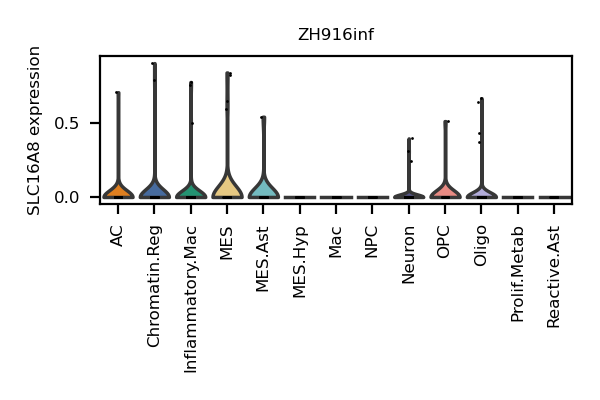 ZH916inf
SLC16A8 expression
0.5
0.0
AC
Chromatin.Reg
Inflammatory.Mac
MES
MES.Ast
MES.Hyp
Mac
NPC
Neuron
OPC
Oligo
Prolif.Metab
Reactive.Ast